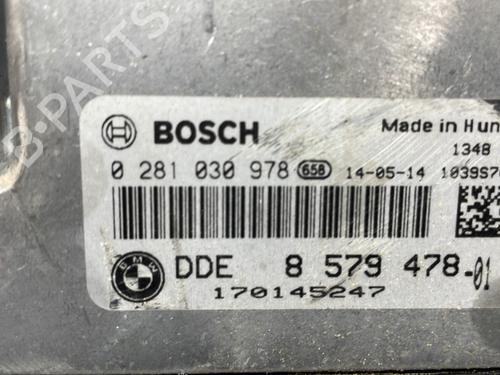 B-PARTS
BOSCH
Made in Hun
1348
0 281 030 978 658 14-05-14 1039S7
BMW
DDE 8 579 478-01
170145247